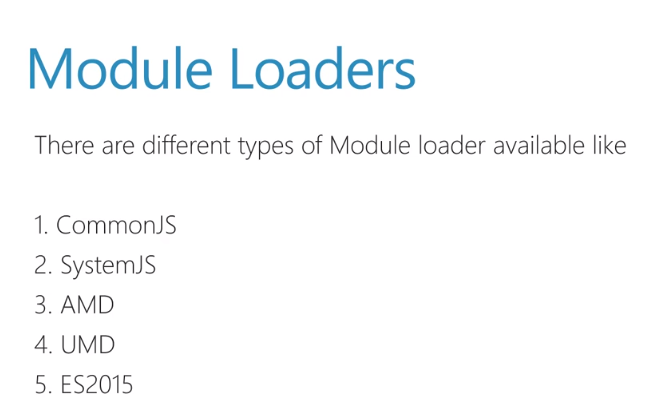 Module Loaders
There are different types of Module loader available like
1. CommonJS
2. SystemJS
3. AMD
4. UMD
5. ES2015